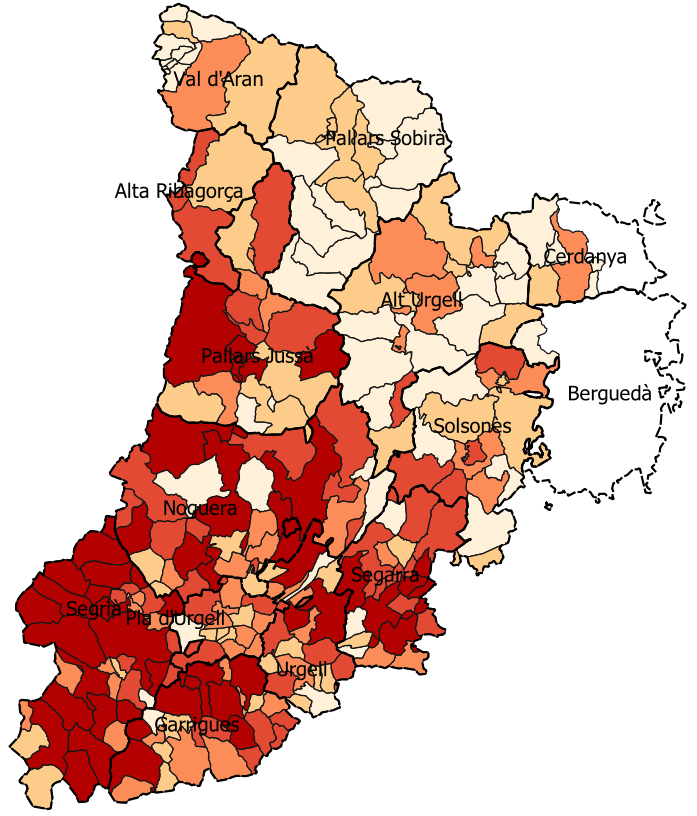 Val d'Aran
Pallars Sobirà
Alta Ribagorça
Cerdanya
Alt Urgell
Pallars Jussà
Berguedà
Solsonès
Noguera
Segarra
Segrià
Pla d'Urgell
Urgell
Garrigues